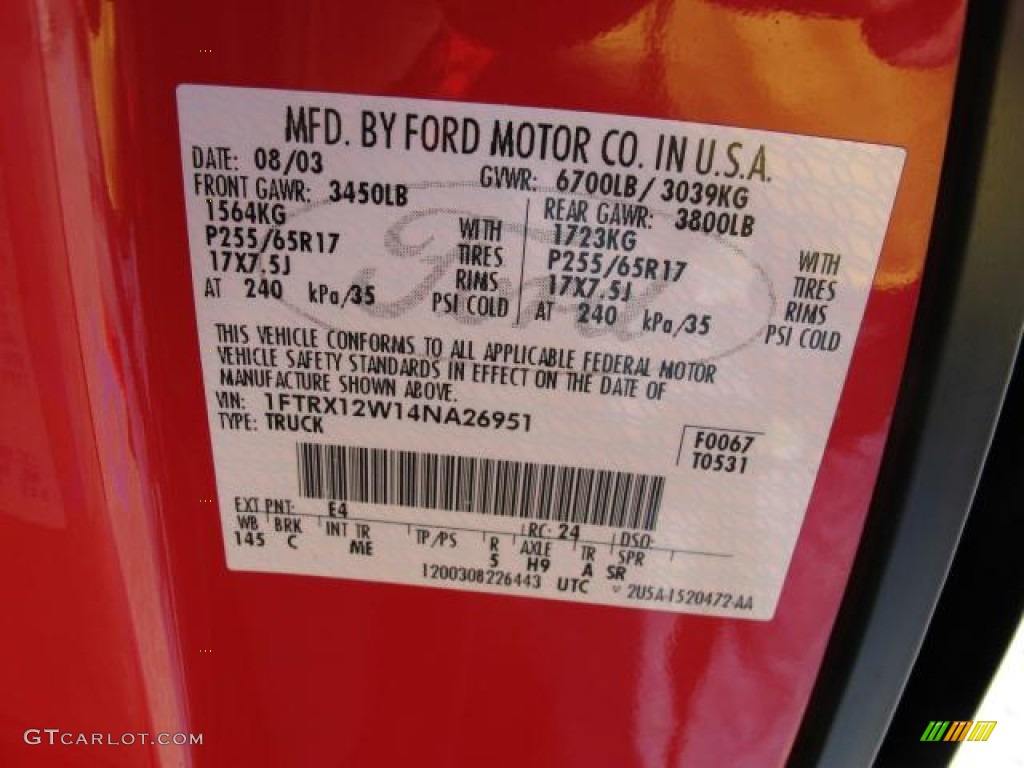 MFD. BY FORD MOTOR CO. IN U.S.A.
DATE: 08/03 GVWR: 6700LB / 3039KG
FRONT GAWR: 3450LB REAR GAWR: 3800LB
1564KG WITH 1723KG WITH
P255/65R17 TIRES P255/65R17 TIRES
17X7.5J RIMS 17X7.5J RIMS
AT 240 kPa/35 PSI COLD AT 240 kPa/35 PSI COLD
Ford
THIS VEHICLE CONFORMS TO ALL APPLICABLE FEDERAL MOTOR
VEHICLE SAFETY STANDARDS IN EFFECT ON THE DATE OF
MANUFACTURE SHOWN ABOVE.
VIN: 1FTRX12W14NA26951
TYPE: TRUCK
F0067
T0531
EXT PNT: E4 RC: 24 DSO:
WB BRK INT TR TP/PS R AXLE TR SPR
145 C ME 5 H9 A SR
1200308226443 UTC 2U5A-1520472-AA
GTCARLOT.COM